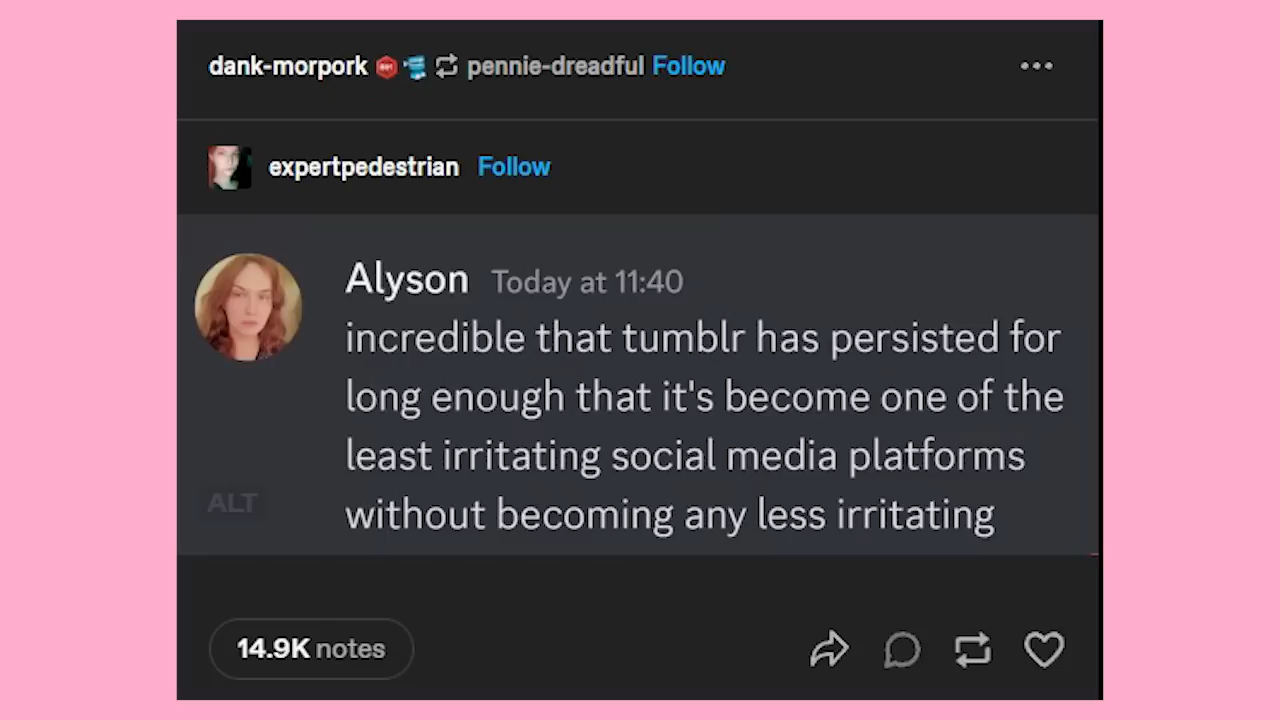 dank-morpork pennie-dreadful Follow
expertpedestrian Follow
Alyson Today at 11:40
incredible that tumblr has persisted for
long enough that it's become one of the
least irritating social media platforms
without becoming any less irritating
ALT
14.9K notes